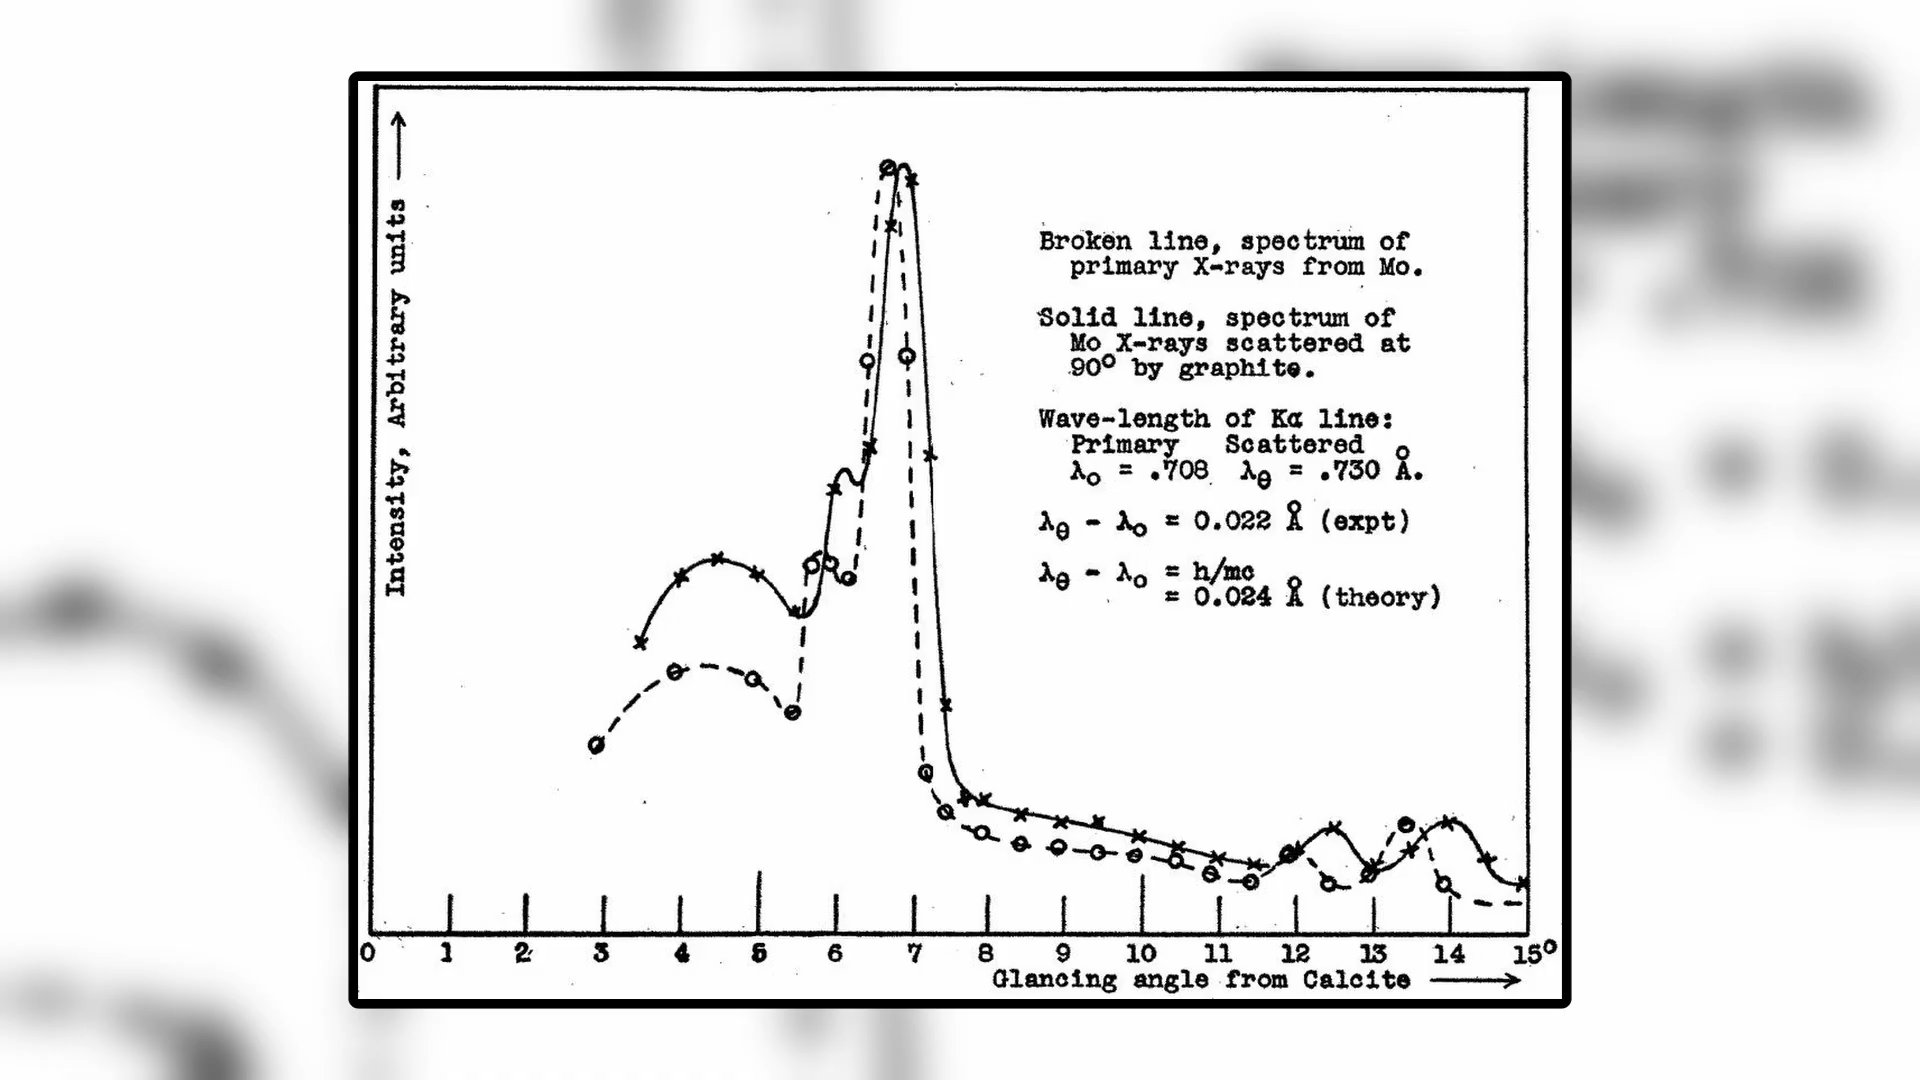 Intensity, Arbitrary units
Broken line, spectrum of
primary X-rays from Mo.
Solid line, spectrum of
Mo X-rays scattered at
90° by graphite.
Wave-length of Kα line:
Primary Scattered
λ₀ = .708 λθ = .730 Å.
λθ - λ₀ = 0.022 Å (expt)
λθ - λ₀ = h/mc
= 0.024 Å (theory)
0 1 2 3 4 5 6 7 8 9 10 11 12 13 14 15°
Glancing angle from Calcite